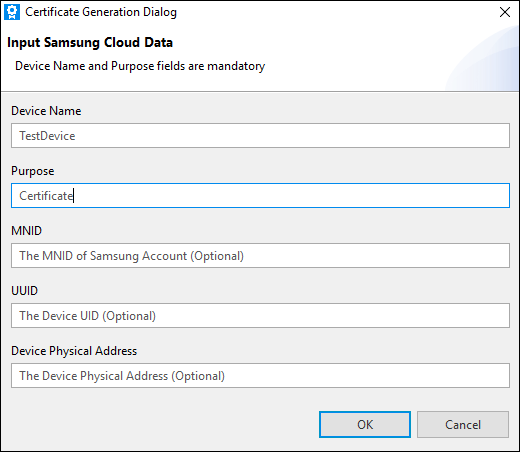 Certificate Generation Dialog
Input Samsung Cloud Data
Device Name and Purpose fields are mandatory
Device Name
TestDevice
Purpose
Certificate
MNID
The MNID of Samsung Account (Optional)
UUID
The Device UID (Optional)
Device Physical Address
The Device Physical Address (Optional)
OK
Cancel